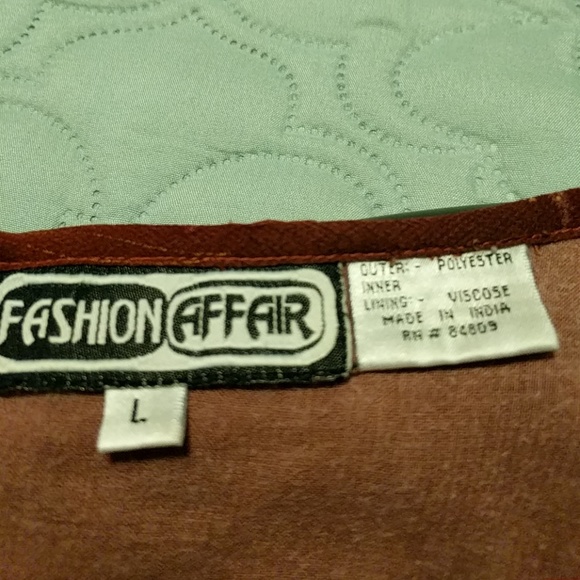 FASHION AFFAIR
L
OUTER:- POLYESTER
INNER
LINING:- VISCOSE
MADE IN INDIA
RN # 84809